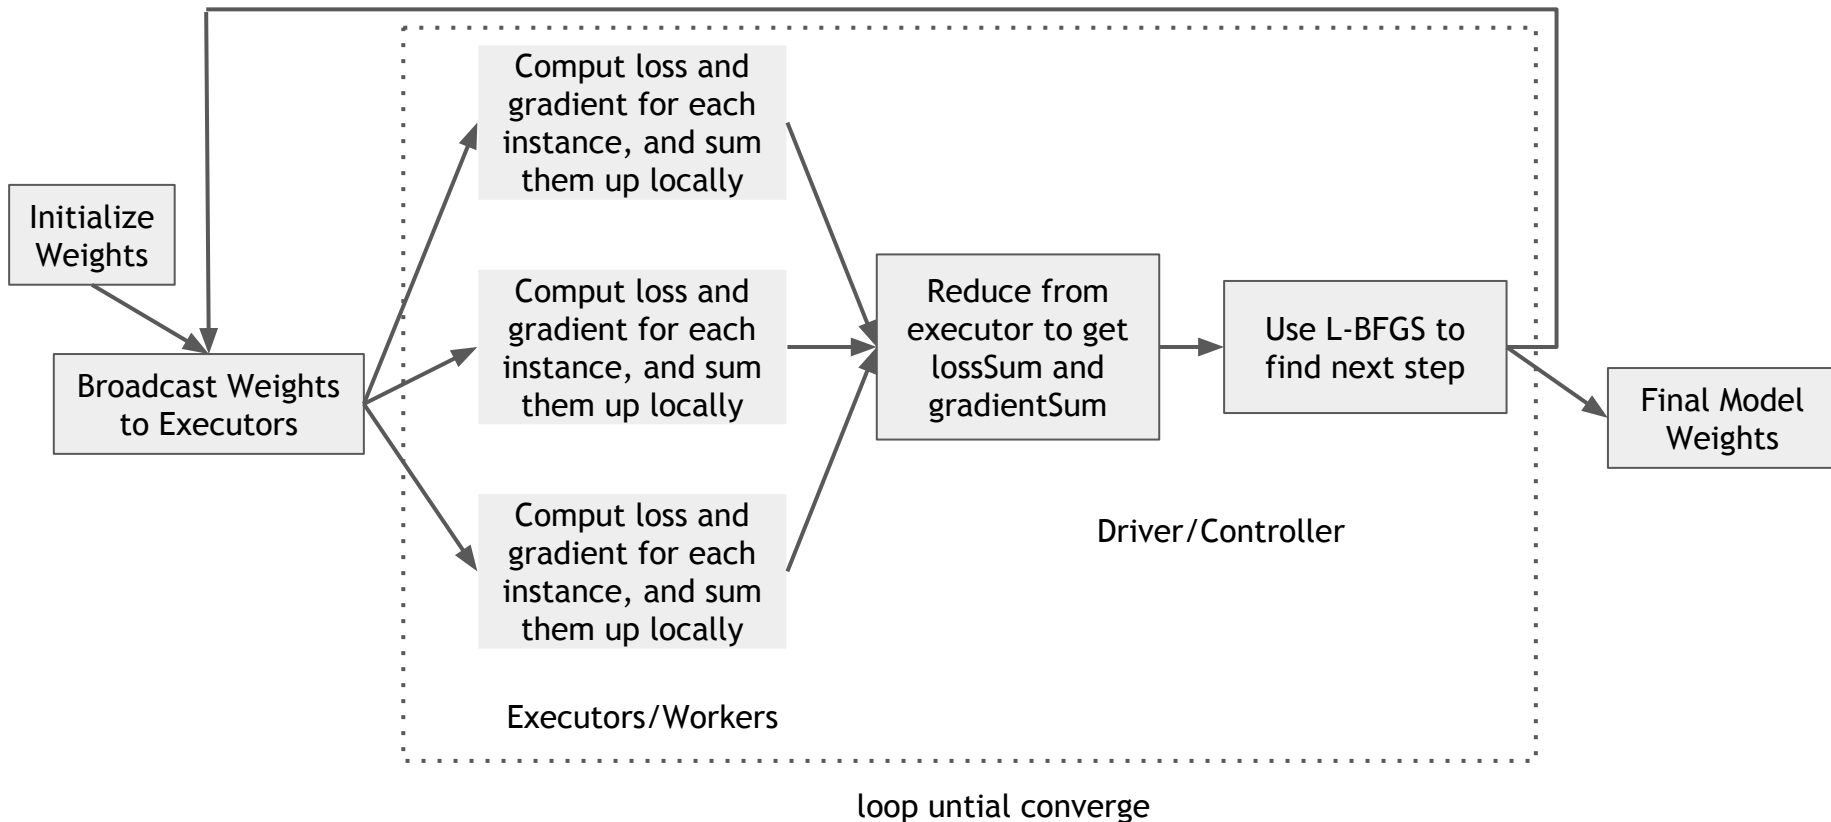 Initialize
Weights
Broadcast Weights
to Executors
Comput loss and
gradient for each
instance, and sum
them up locally
Comput loss and
gradient for each
instance, and sum
them up locally
Comput loss and
gradient for each
instance, and sum
them up locally
Executors/Workers
Reduce from
executor to get
lossSum and
gradientSum
Use L-BFGS to
find next step
Driver/Controller
Final Model
Weights
loop untial converge